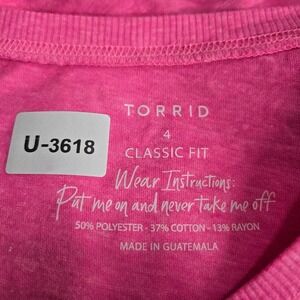 TORRID
4
CLASSIC FIT
U-3618
Wear Instructions:
Put me on and never take me off
50% POLYESTER - 37% COTTON - 13% RAYON
MADE IN GUATEMALA